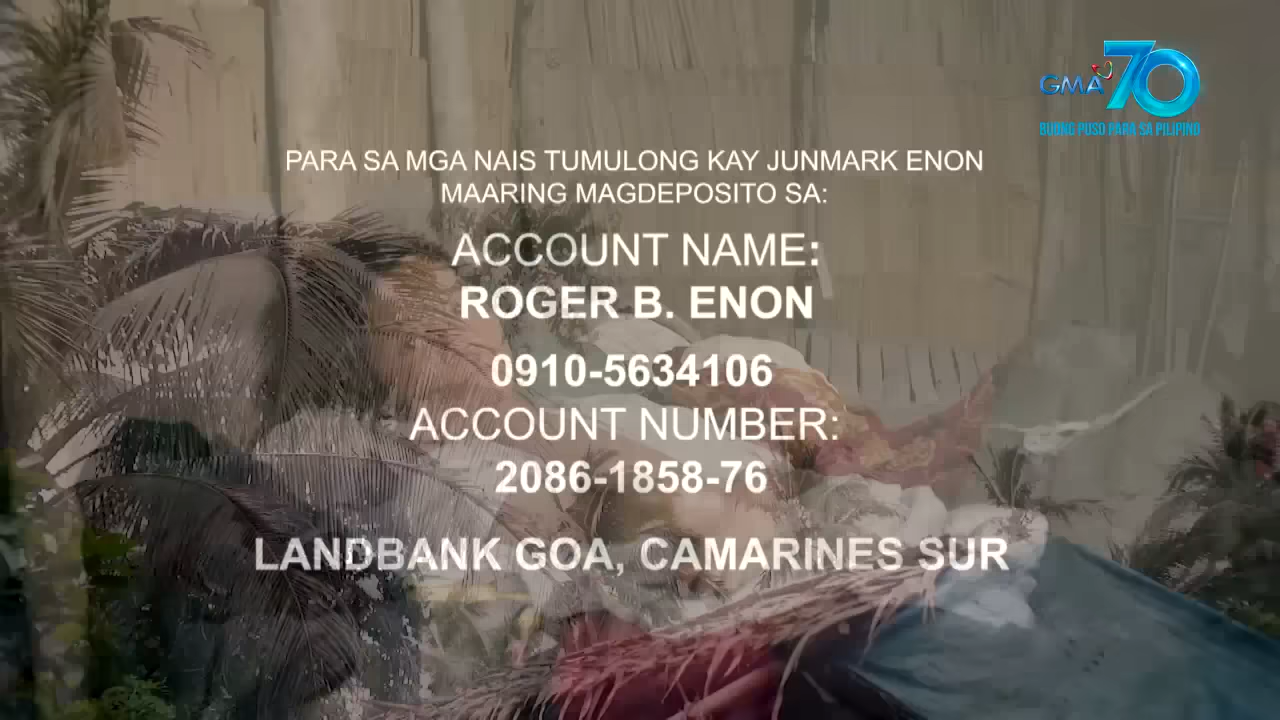 GMA 70
BUONG PUSO PARA SA PILIPINO
PARA SA MGA NAIS TUMULONG KAY JUNMARK ENON
MAARING MAGDEPOSITO SA:
ACCOUNT NAME:
ROGER B. ENON
0910-5634106
ACCOUNT NUMBER:
2086-1858-76
LANDBANK GOA, CAMARINES SUR